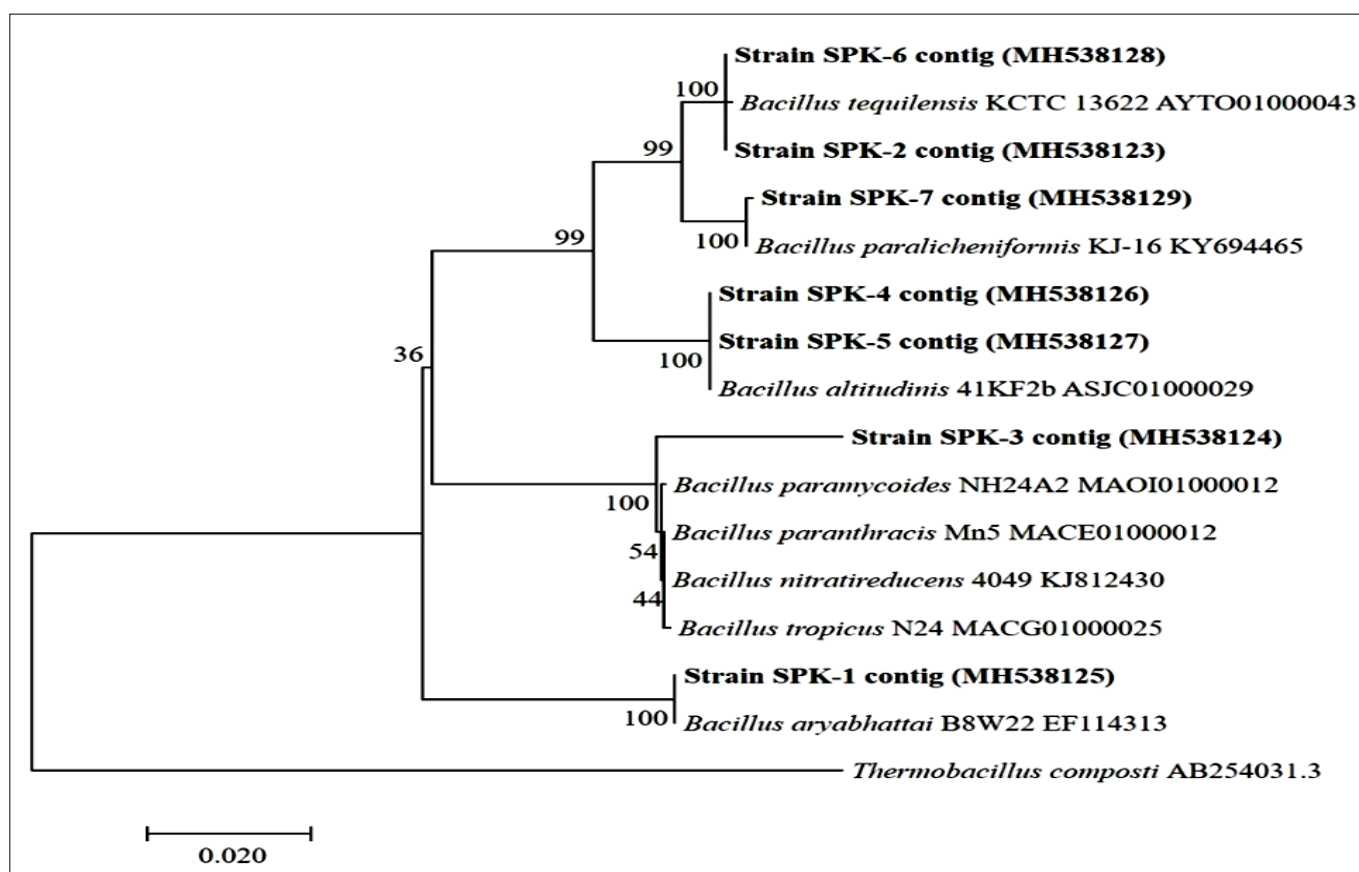 Strain SPK-6 contig (MH538128)
100
Bacillus tequilensis KCTC 13622 AYTO01000043
99
Strain SPK-2 contig (MH538123)
Strain SPK-7 contig (MH538129)
99
100
Bacillus paralicheniformis KJ-16 KY694465
Strain SPK-4 contig (MH538126)
36
100
Strain SPK-5 contig (MH538127)
Bacillus altitudinis 41KF2b ASJC01000029
Strain SPK-3 contig (MH538124)
100
Bacillus paramycoides NH24A2 MAOI01000012
Bacillus paranthracis Mn5 MACE01000012
54
Bacillus nitratireducens 4049 KJ812430
44
Bacillus tropicus N24 MACG01000025
Strain SPK-1 contig (MH538125)
100
Bacillus aryabhattai B8W22 EF114313
Thermobacillus composti AB254031.3
0.020